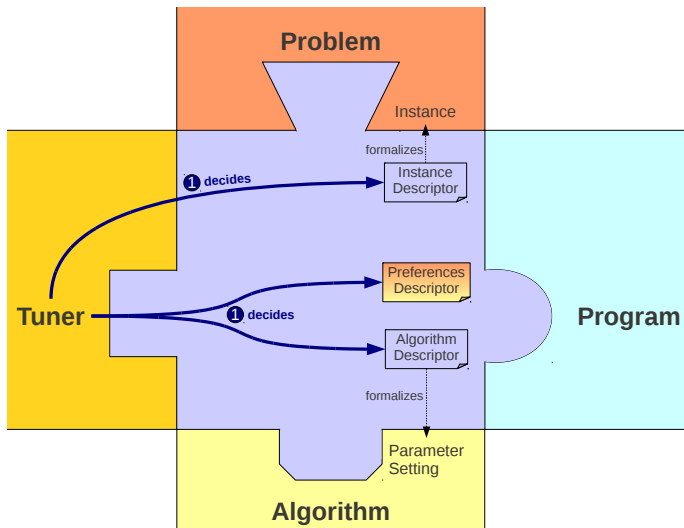 Problem
Instance
formalizes
1 decides
Instance
Descriptor
Preferences
Descriptor
Tuner
1 decides
Program
Algorithm
Descriptor
formalizes
Parameter
Setting
Algorithm